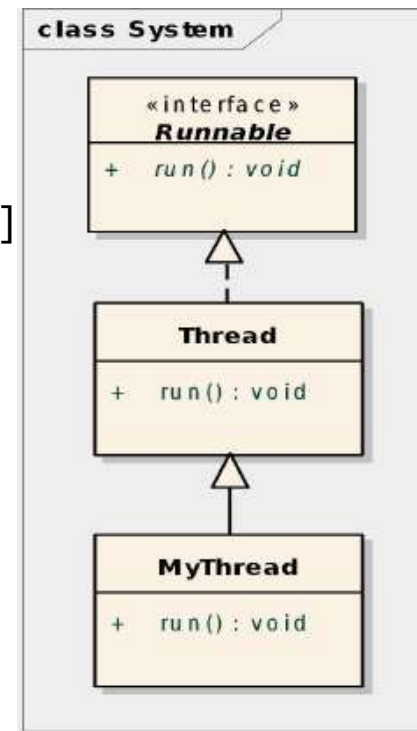 class System
«interface»
Runnable
+ run() : void
]
Thread
+ run() : void
MyThread
+ run() : void